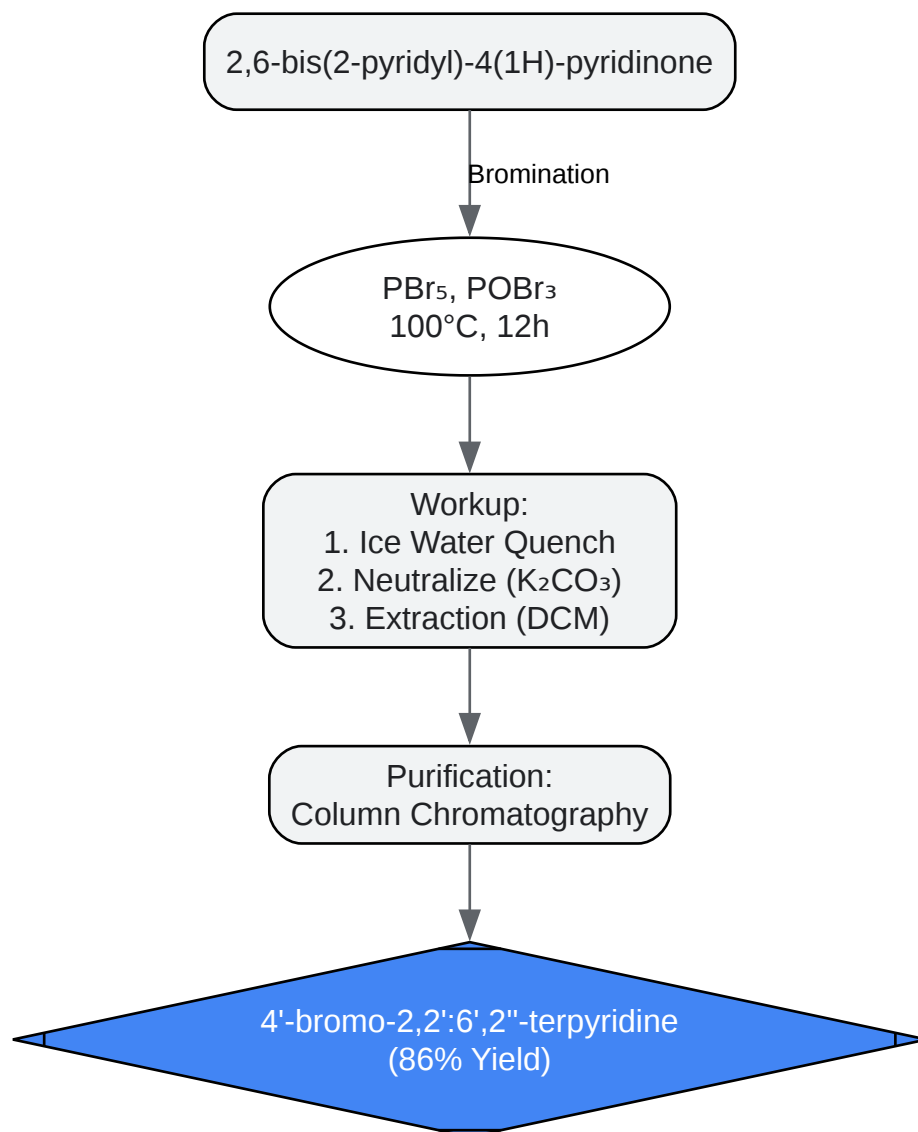 2,6-bis(2-pyridyl)-4(1H)-pyridinone
Bromination
PBr₅, POBr₃
100°C, 12h
Workup:
1. Ice Water Quench
2. Neutralize (K₂CO₃)
3. Extraction (DCM)
Purification:
Column Chromatography
4'-bromo-2,2':6',2''-terpyridine
(86% Yield)